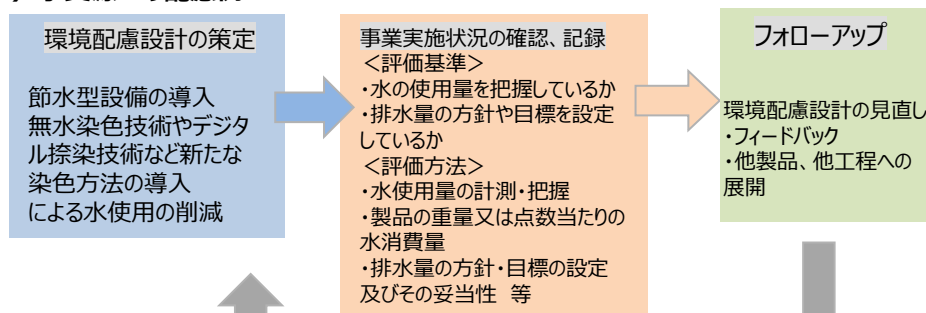 環境配慮設計の策定
節水型設備の導入
無水染色技術やデジタ
ル捺染技術など新たな
染色方法の導入
による水使用の削減
事業実施状況の確認、記録
＜評価基準＞
・水の使用量を把握しているか
・排水量の方針や目標を設定
しているか
＜評価方法＞
・水使用量の計測・把握
・製品の重量又は点数当たりの
水消費量
・排水量の方針・目標の設定
及びその妥当性 等
フォローアップ
環境配慮設計の見直し
・フィードバック
・他製品、他工程への
展開